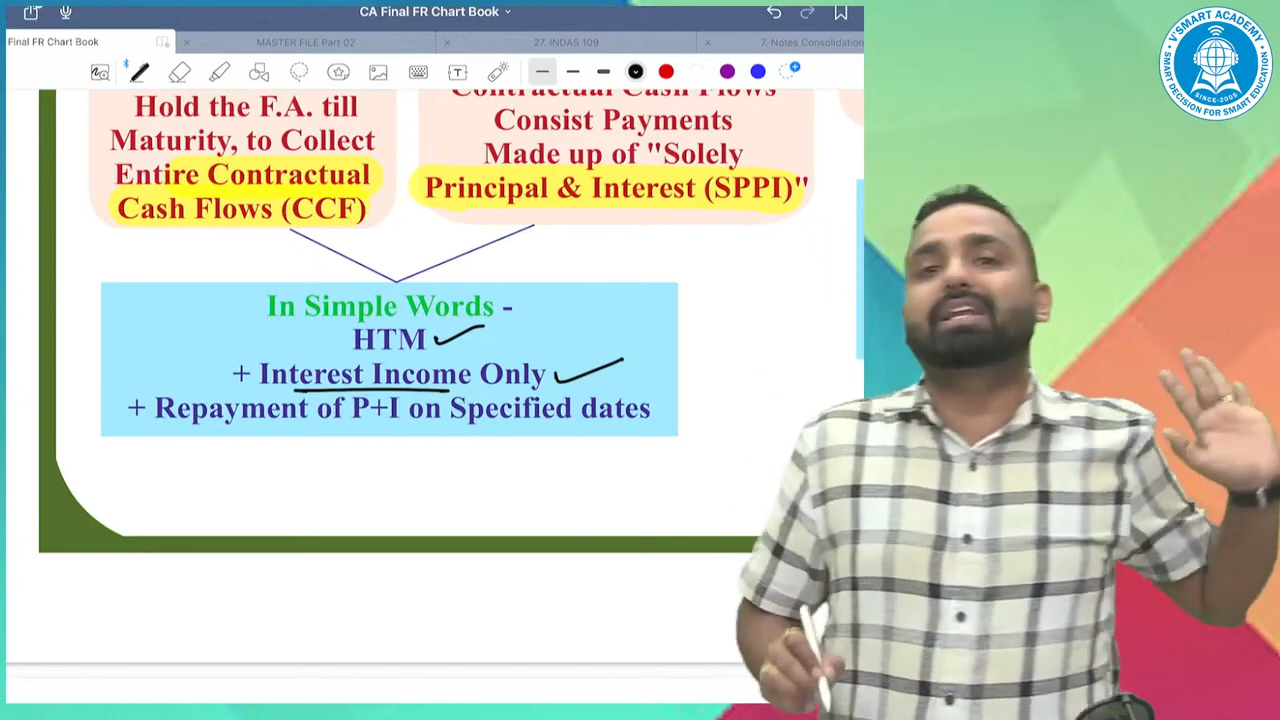 CA Final FR Chart Book
Final FR Chart Book
MASTER FILE Part 02
27. INDAS 109
7. Notes Consolidation
Hold the F.A. till
Maturity, to Collect
Entire Contractual
Cash Flows (CCF)
Contractual Cash Flows
Consist Payments
Made up of "Solely
Principal & Interest (SPPI)"
In Simple Words -
HTM
+ Interest Income Only
+ Repayment of P+I on Specified dates
V'SMART ACADEMY
SINCE-2006
SMART DECISION FOR SMART EDUCATION